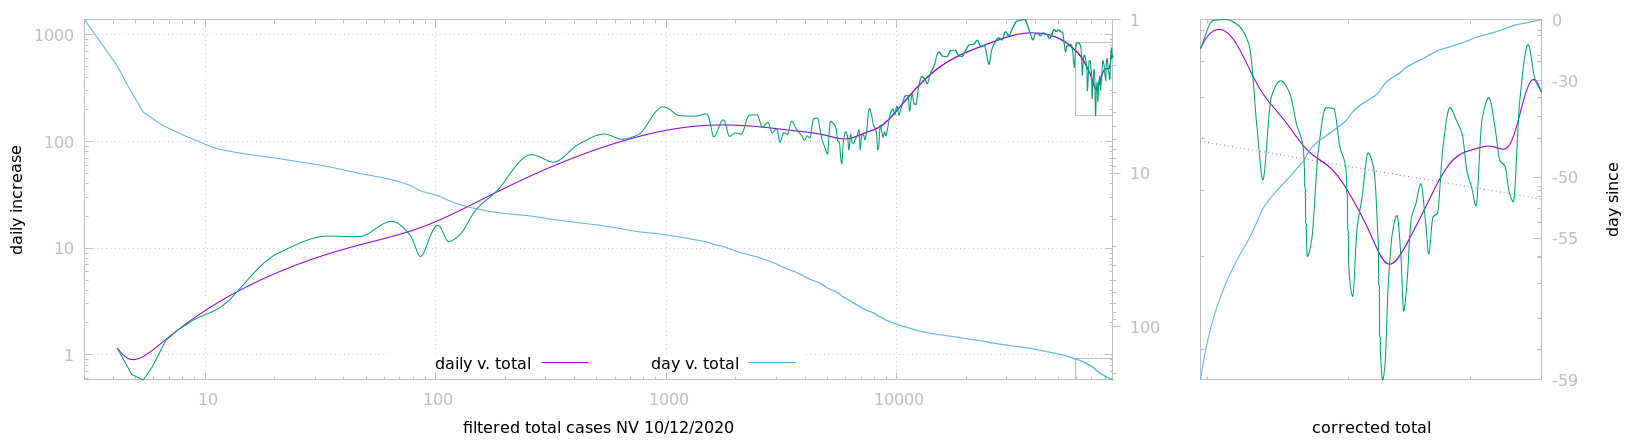 daily increase
1000
100
10
1
daily v. total
day v. total
10
100
1000
10000
filtered total cases NV 10/12/2020
1
10
100
0
-30
-50
-55
-59
day since
corrected total